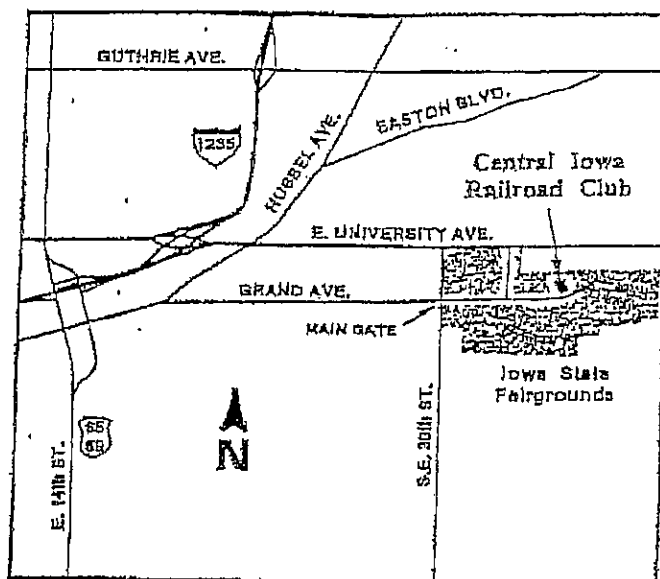 GUTHRIE AVE.
I235
HUBBEL AVE.
EASTON BLVD.
Central Iowa
Railroad Club
E. UNIVERSITY AVE.
GRAND AVE.
MAIN GATE
Iowa State
Fairgrounds
65
69
E. 14th ST.
N
S.E. 30th ST.